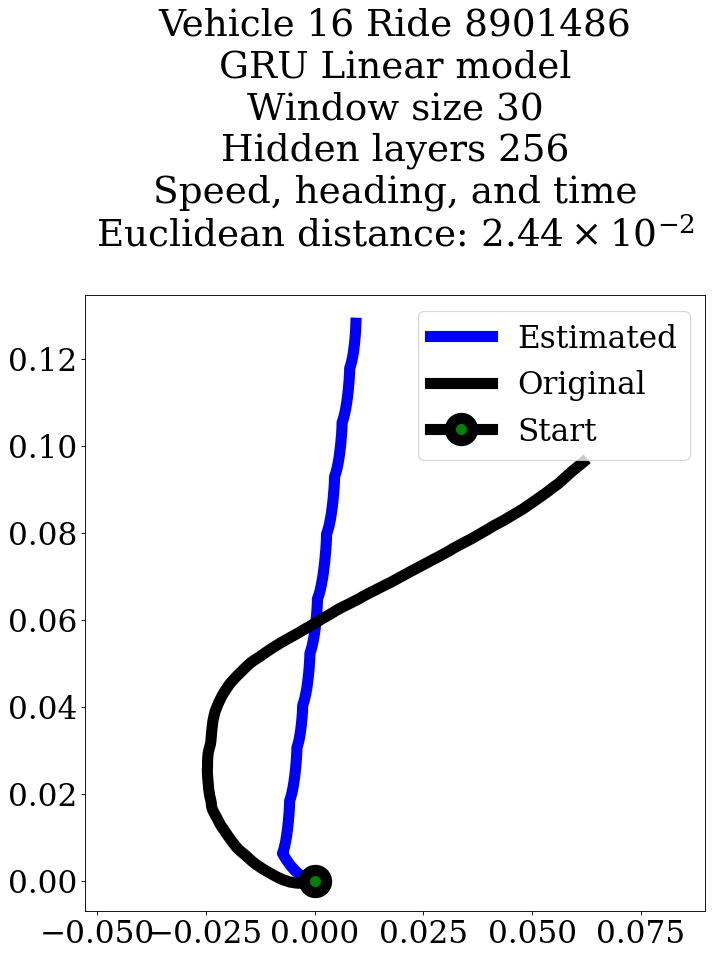 Vehicle 16 Ride 8901486
GRU Linear model
Window size 30
Hidden layers 256
Speed, heading, and time
Euclidean distance: 2.44 × 10⁻²
Estimated
Original
Start
0.12
0.10
0.08
0.06
0.04
0.02
0.00
−0.050 −0.025 0.000 0.025 0.050 0.075